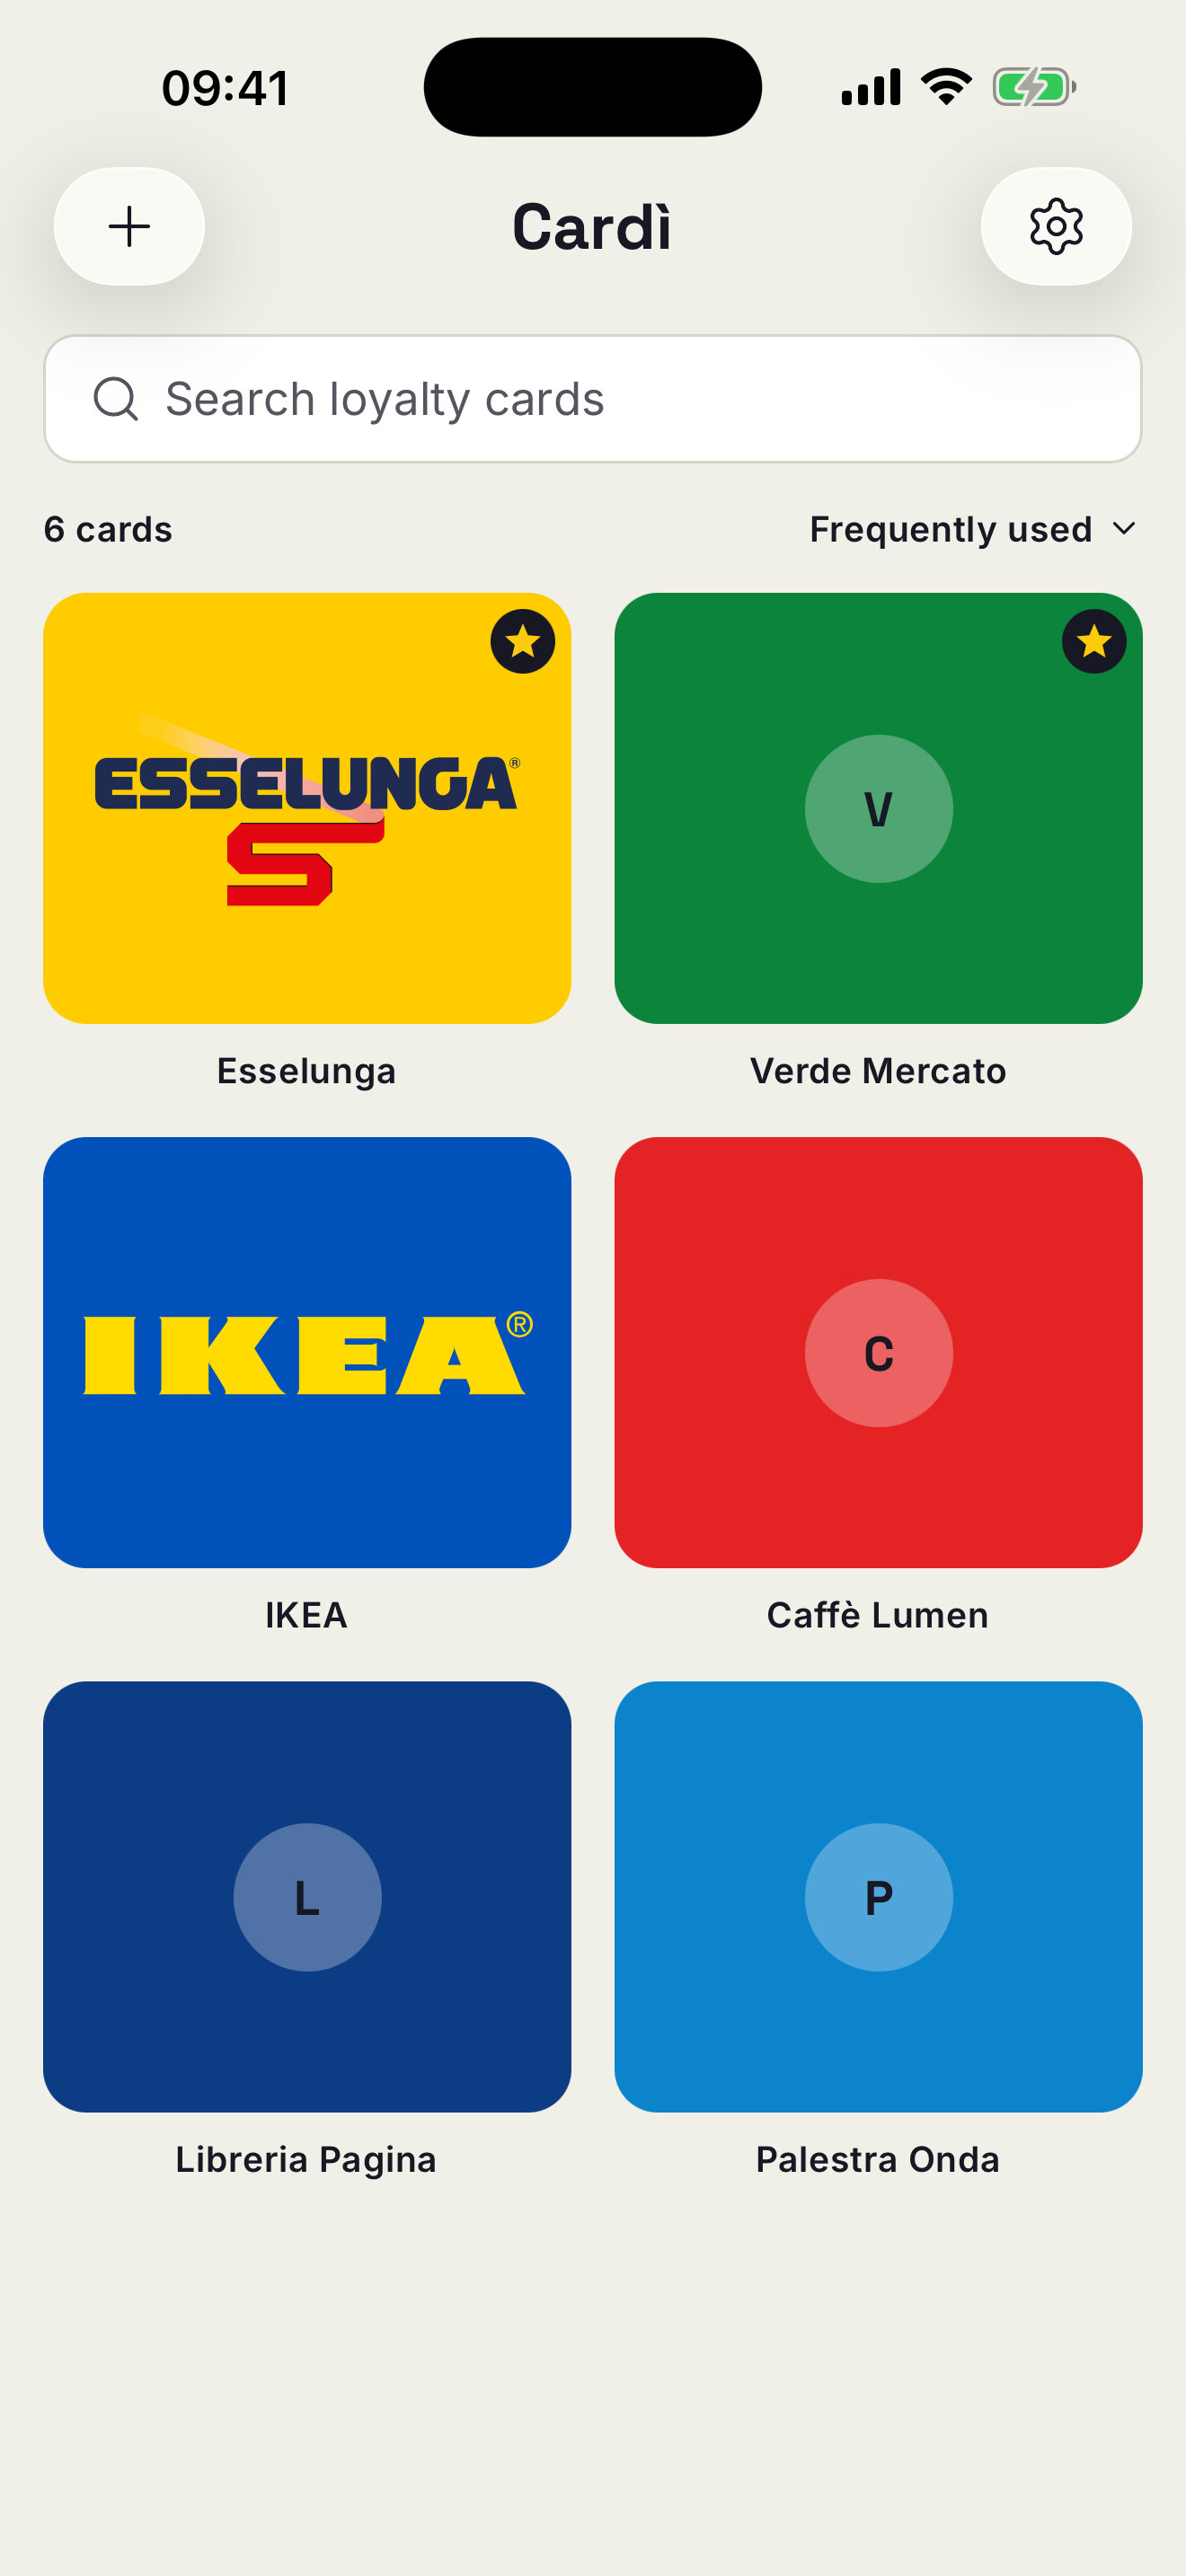 09:41
Cardì
Search loyalty cards
6 cards
Frequently used
ESSELUNGA®
S
V
Esselunga
Verde Mercato
IKEA®
C
IKEA
Caffè Lumen
L
P
Libreria Pagina
Palestra Onda